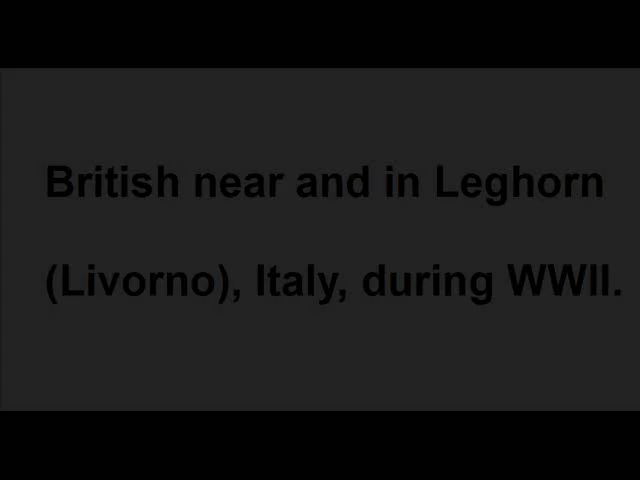 British near and in Leghorn
(Livorno), Italy, during WWII.